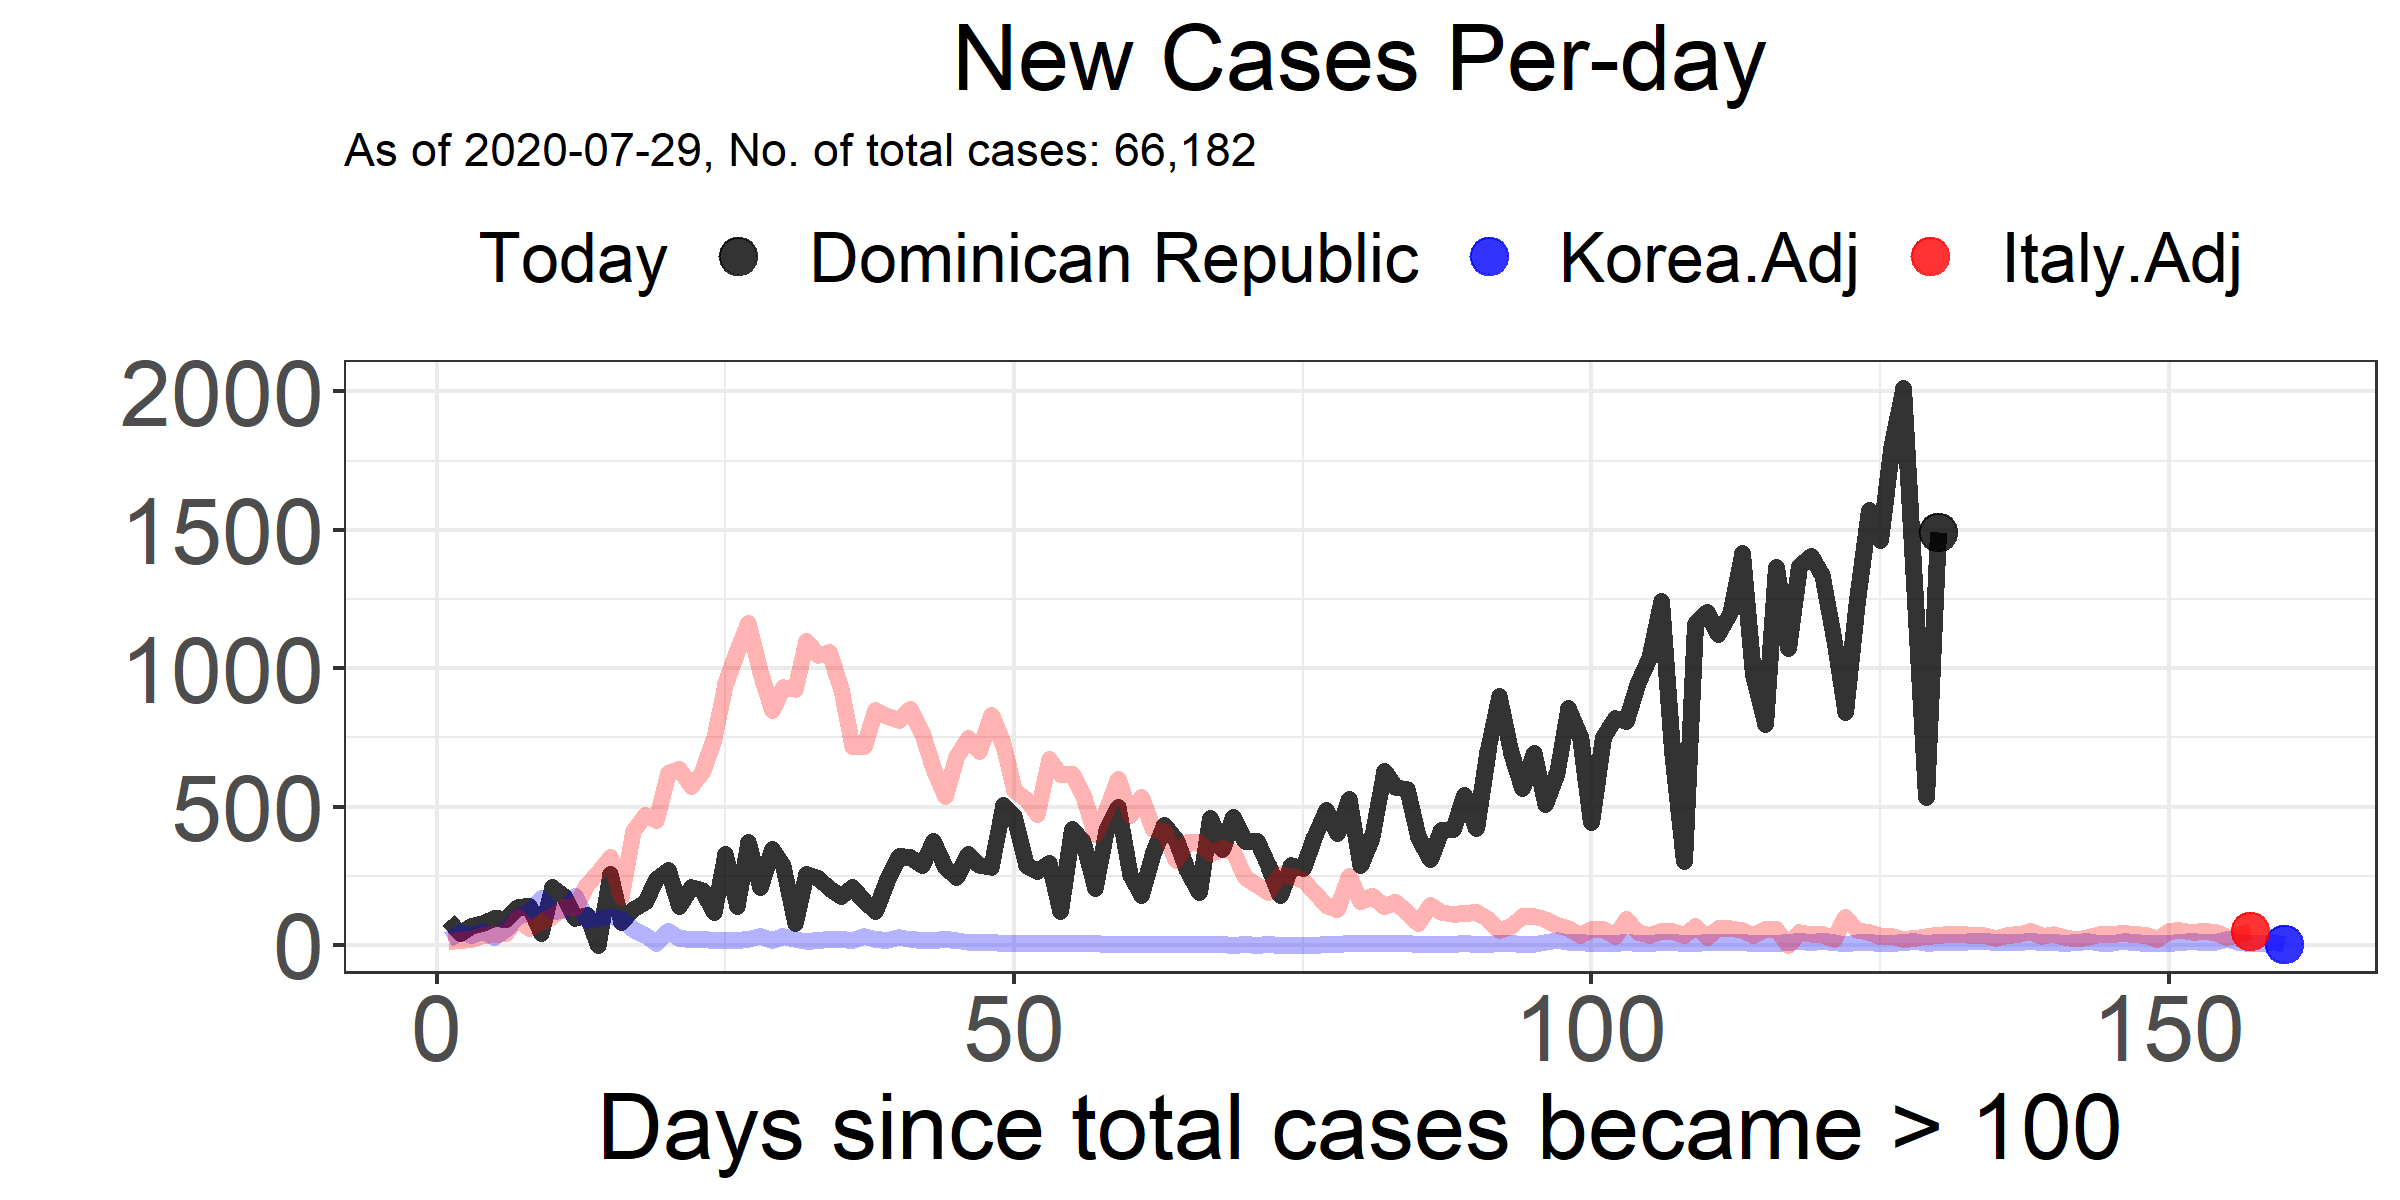 New Cases Per-day
As of 2020-07-29, No. of total cases: 66,182
Today Dominican Republic Korea.Adj Italy.Adj
2000
1500
1000
500
0
0 50 100 150
Days since total cases became > 100